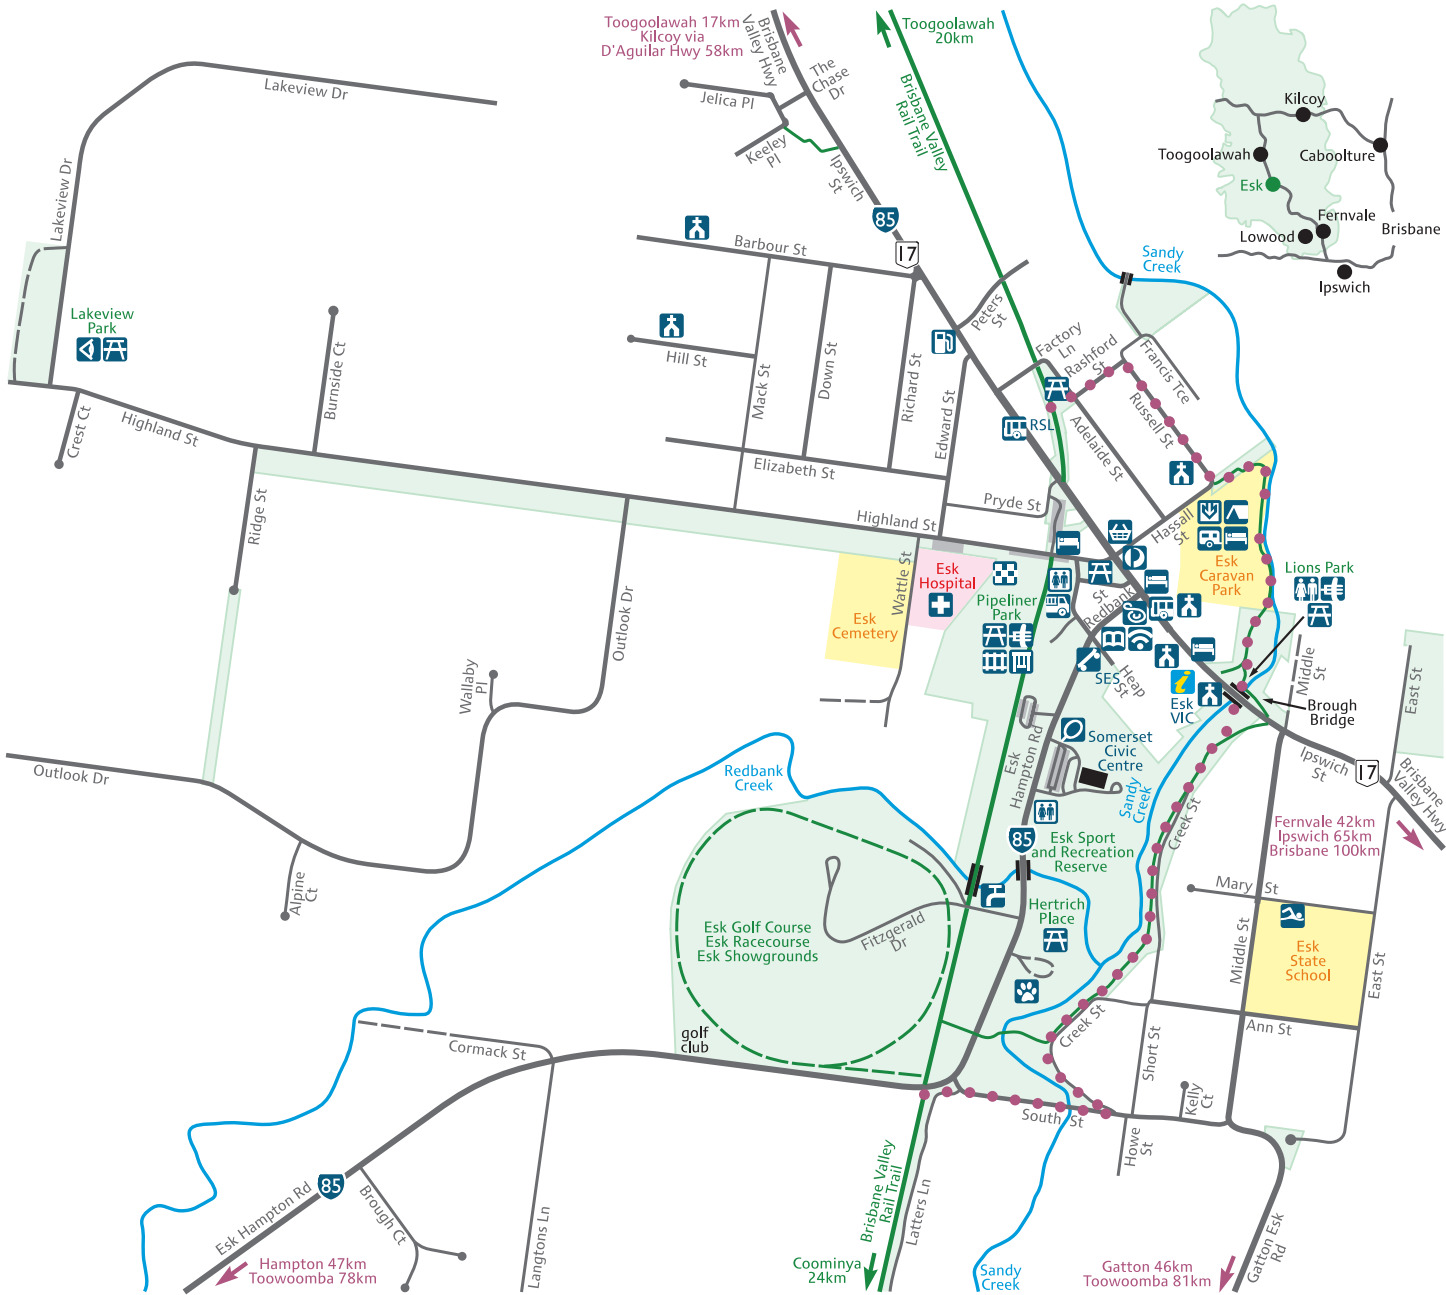 Toogoolawah 17km
Kilcoy via
D'Aguilar Hwy 58km
Brisbane
Valley Hwy
Toogoolawah
20km
The
Chase
Dr
Jelica Pl
Keeley
Pl
Ipswich
St
Brisbane Valley
Rail Trail
Lakeview Dr
Lakeview Dr
85
17
Kilcoy
Toogoolawah
Caboolture
Esk
Fernvale
Lowood
Brisbane
Ipswich
Sandy
Creek
Barbour St
Peters
St
Lakeview
Park
Hill St
Burnside Ct
Mack St
Down St
Richard St
Edward St
Factory
Ln
Rashford
St
Francis Tce
Russell St
Adelaide St
RSL
Crest Ct
Highland St
Elizabeth St
Pryde St
Highland St
Hassall
St
Ridge St
Outlook Dr
Wattle St
Esk
Hospital
Esk
Cemetery
Pipeliner
Park
Redbank
St
Esk
Caravan
Park
Lions Park
Middle
St
East St
Heap
St
SES
Esk
VIC
Brough
Bridge
Wallaby
Pl
Outlook Dr
Redbank
Creek
Esk
Hampton Rd
Somerset
Civic
Centre
Sandy
Creek
Creek St
Ipswich
St
17
Brisbane
Valley Hwy
Fernvale 42km
Ipswich 65km
Brisbane 100km
85
Esk Sport
and Recreation
Reserve
Alpine
Ct
Mary St
Hertrich
Place
Fitzgerald
Dr
Esk Golf Course
Esk Racecourse
Esk Showgrounds
Middle St
Esk
State
School
East St
golf
club
Cormack St
Creek St
Ann St
Short St
Kelly
Ct
South St
Howe
St
Brisbane Valley
Rail Trail
Latters Ln
85
Esk Hampton Rd
Brough Ct
Langtons Ln
Hampton 47km
Toowoomba 78km
Coominya
24km
Sandy
Creek
Gatton 46km
Toowoomba 81km
Gatton Esk
Rd